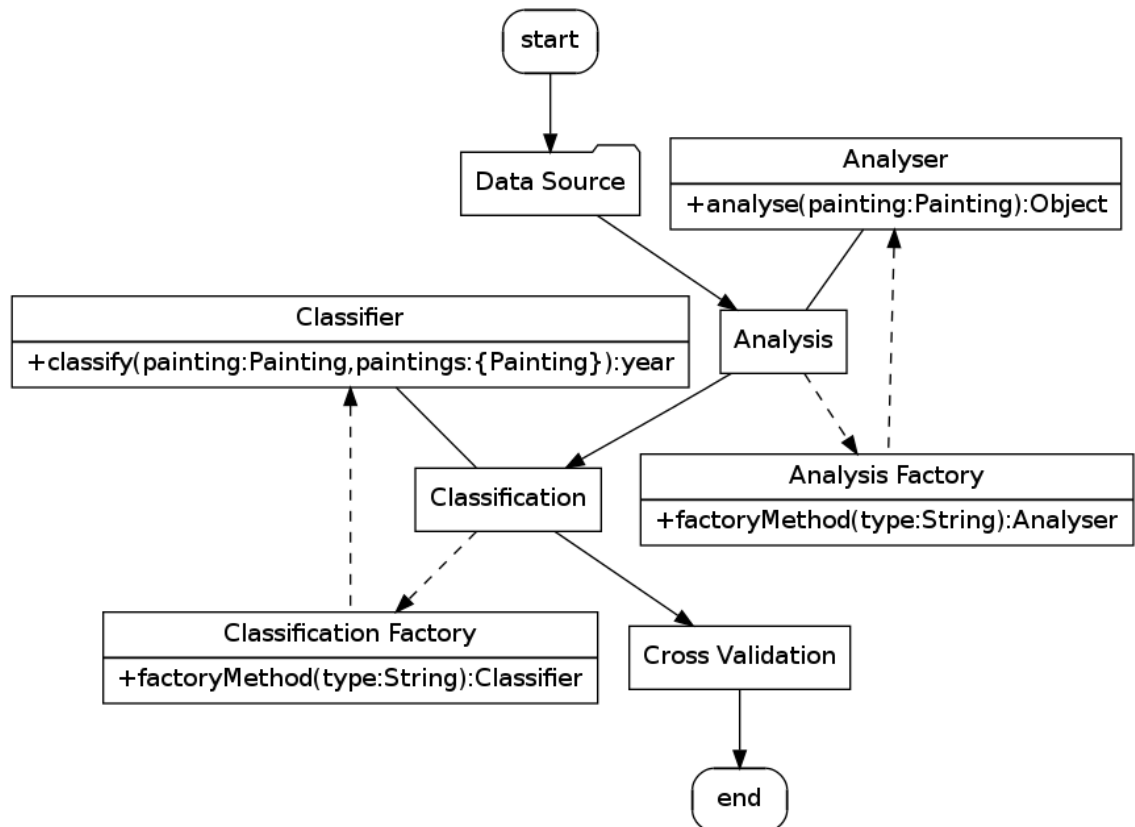 start
Data Source
Analyser
+analyse(painting:Painting):Object
Classifier
+classify(painting:Painting,paintings:{Painting}):year
Analysis
Classification
Analysis Factory
+factoryMethod(type:String):Analyser
Classification Factory
+factoryMethod(type:String):Classifier
Cross Validation
end